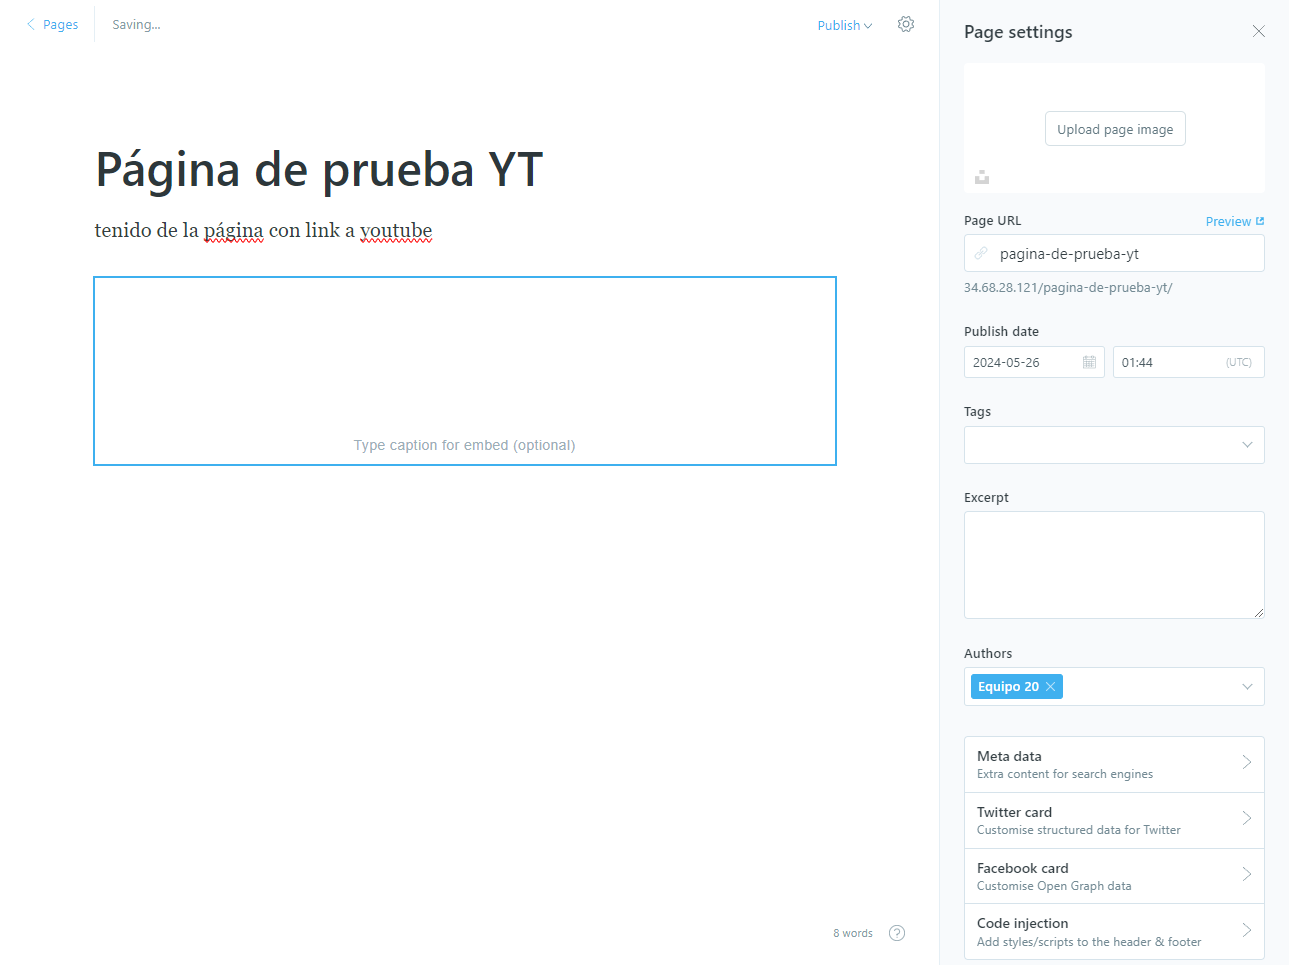 Pages
Saving...
Publish
Page settings
Upload page image
Página de prueba YT
tenido de la página con link a youtube
Type caption for embed (optional)
Page URL
Preview
pagina-de-prueba-yt
34.68.28.121/pagina-de-prueba-yt/
Publish date
2024-05-26
01:44
(UTC)
Tags
Excerpt
Authors
Equipo 20
Meta data
Extra content for search engines
Twitter card
Customise structured data for Twitter
Facebook card
Customise Open Graph data
Code injection
Add styles/scripts to the header & footer
8 words
?